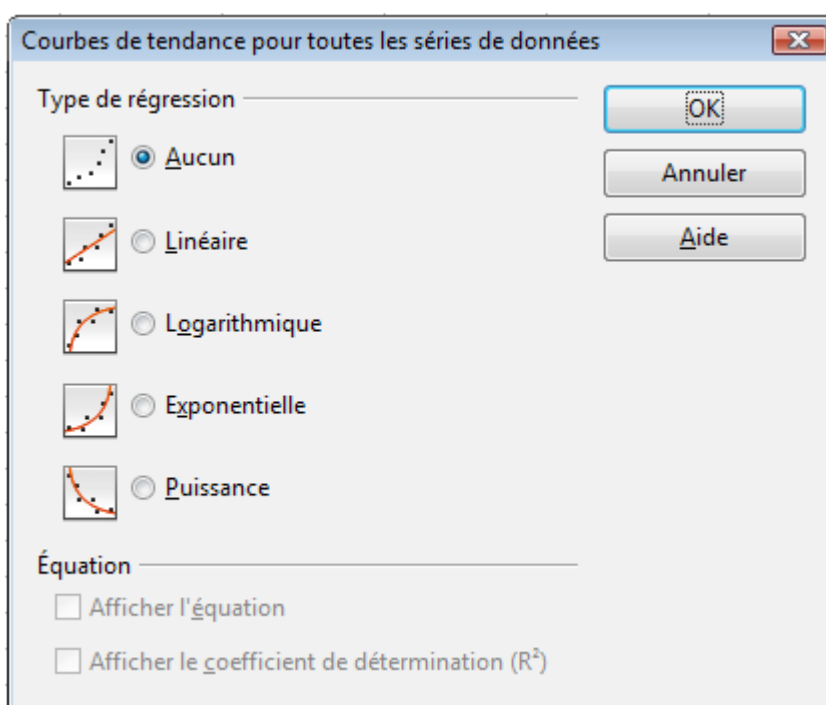 Courbes de tendance pour toutes les séries de données
Type de régression
OK
Aucun
Annuler
Linéaire
Aide
Logarithmique
Exponentielle
Puissance
Équation
Afficher l'équation
Afficher le coefficient de détermination (R²)